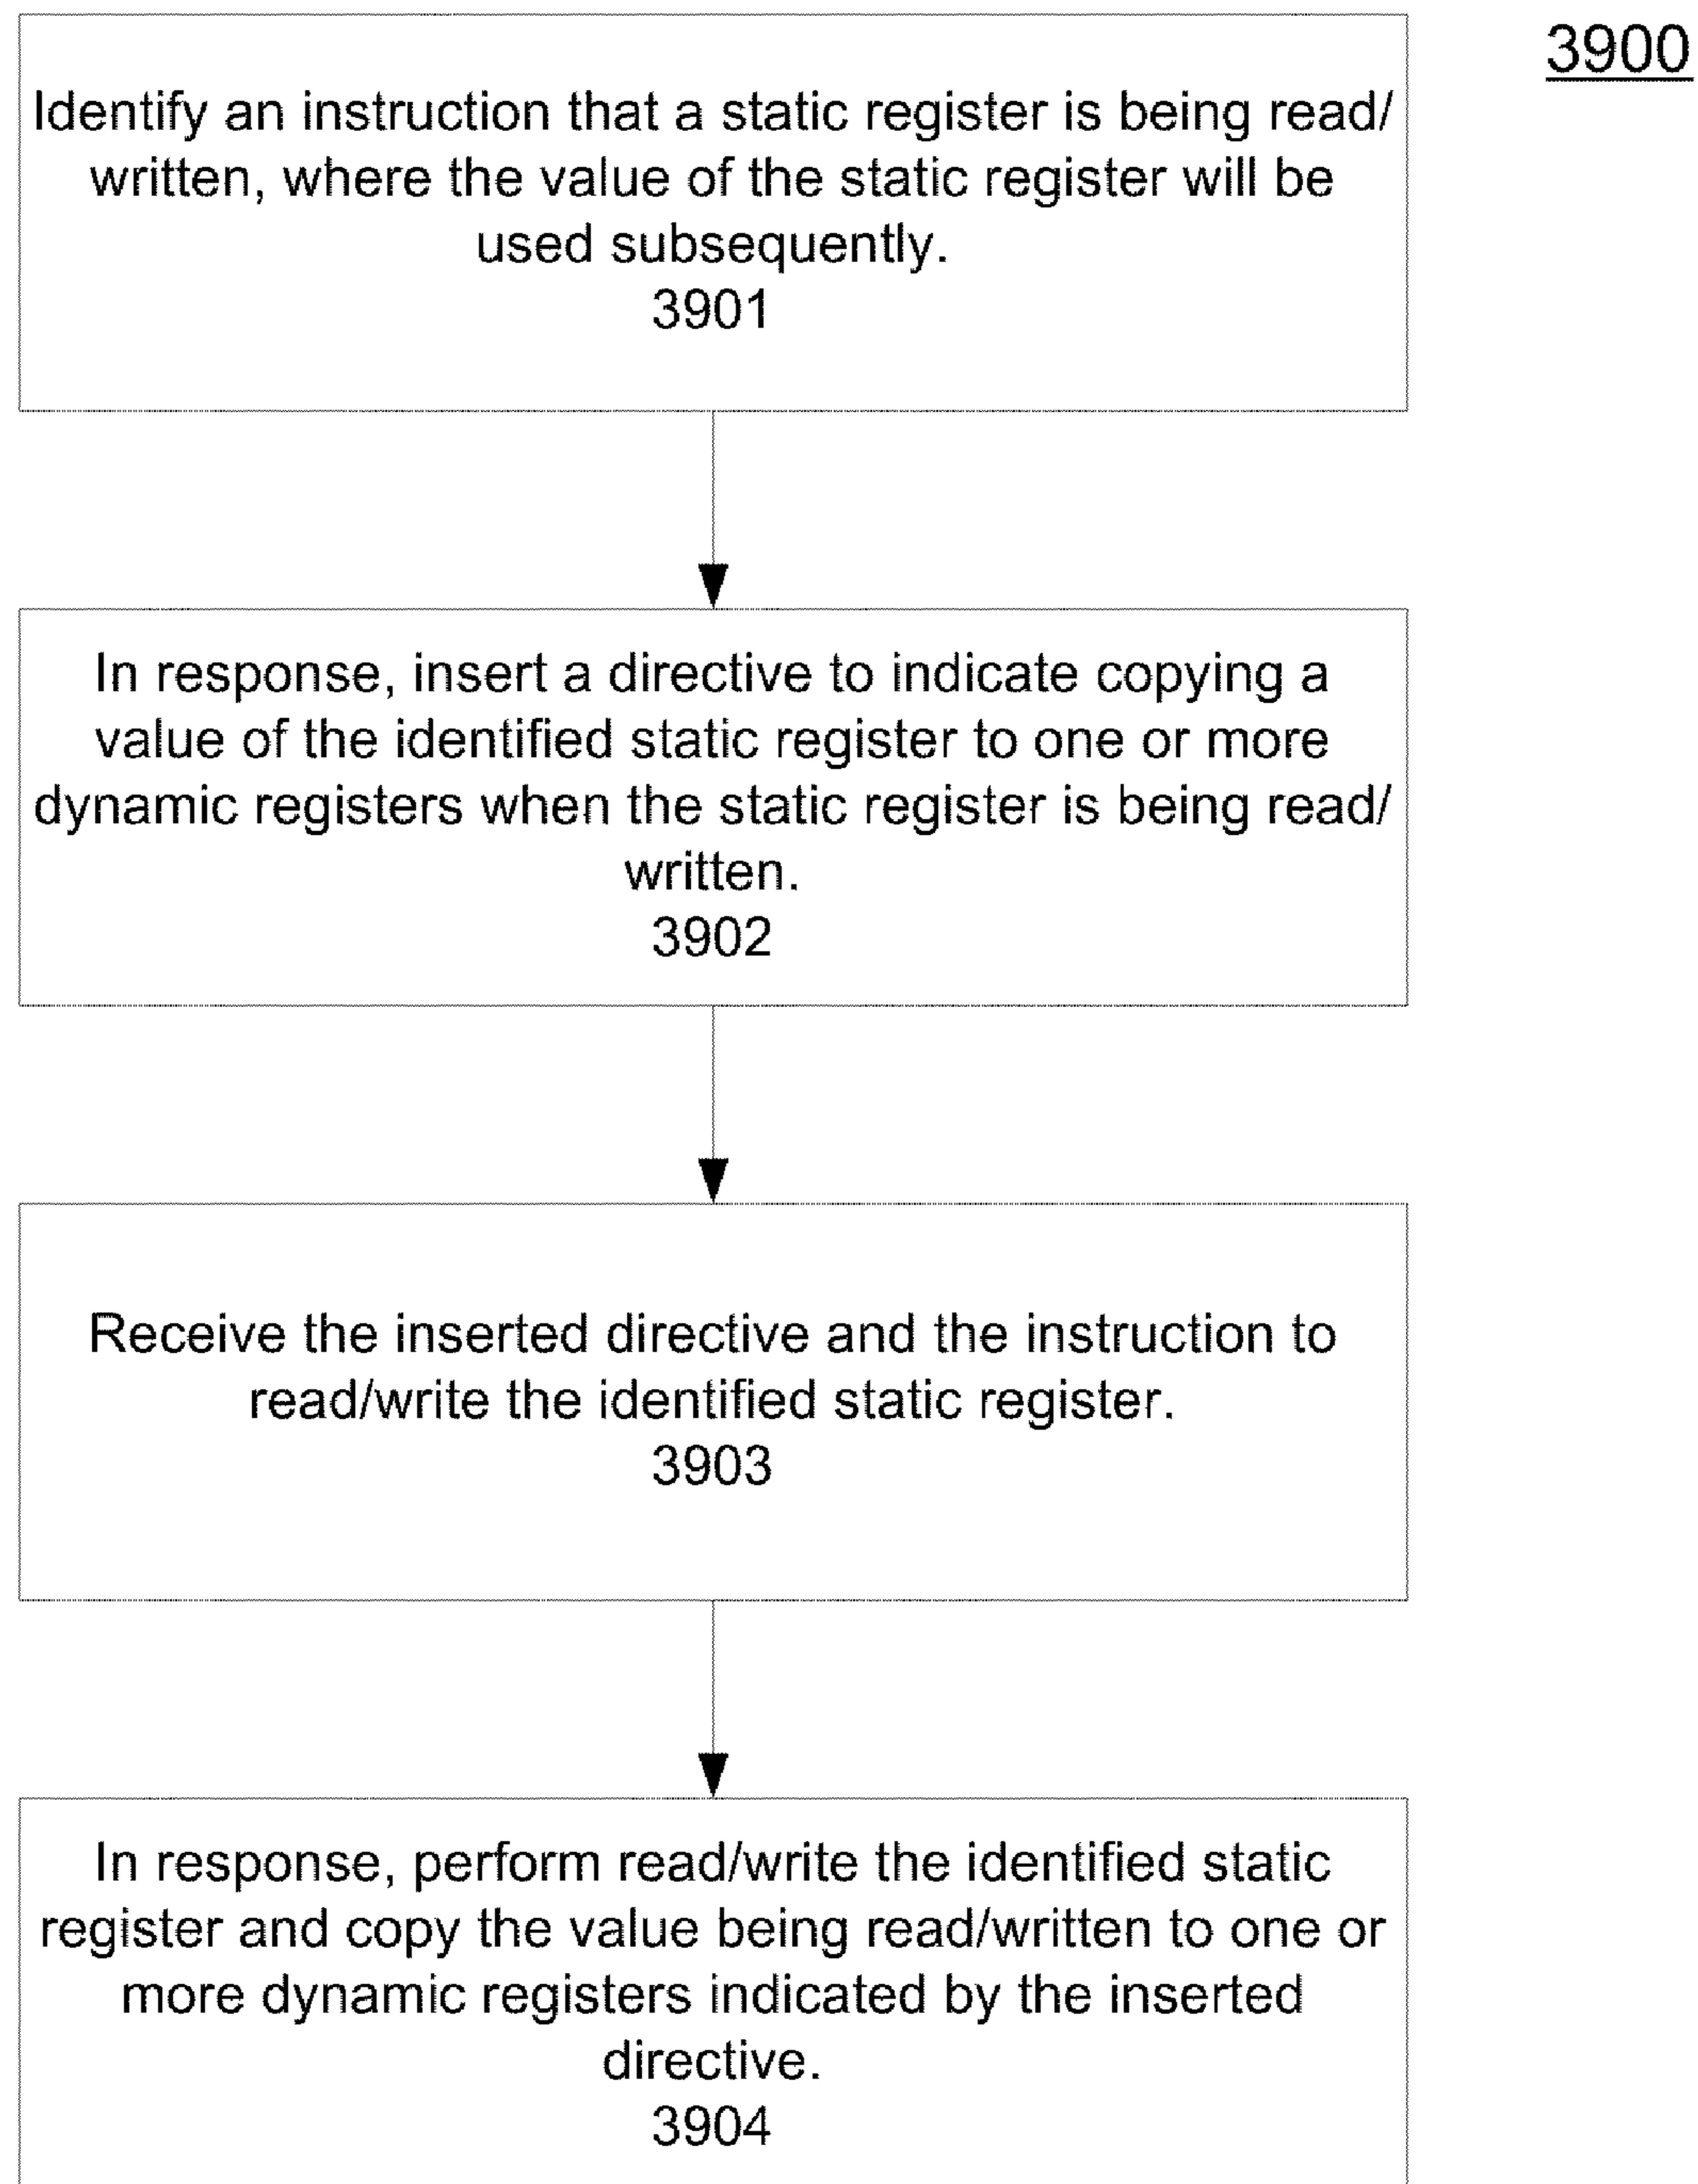 3900
Identify an instruction that a static register is being read/
written, where the value of the static register will be
used subsequently.
3901
In response, insert a directive to indicate copying a
value of the identified static register to one or more
dynamic registers when the static register is being read/
written.
3902
Receive the inserted directive and the instruction to
read/write the identified static register.
3903
In response, perform read/write the identified static
register and copy the value being read/written to one or
more dynamic registers indicated by the inserted
directive.
3904